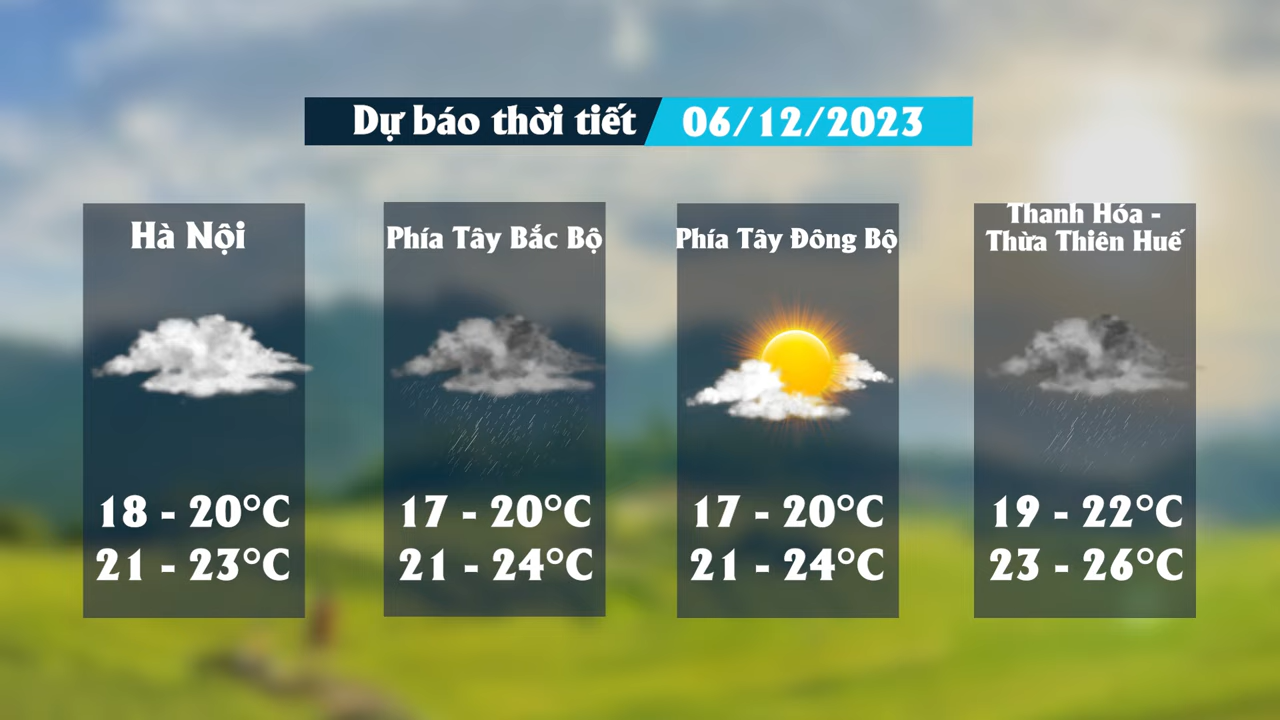 Dự báo thời tiết 06/12/2023
Hà Nội
18 - 20°C
21 - 23°C
Phía Tây Bắc Bộ
17 - 20°C
21 - 24°C
Phía Tây Đông Bộ
17 - 20°C
21 - 24°C
Thanh Hóa -
Thừa Thiên Huế
19 - 22°C
23 - 26°C